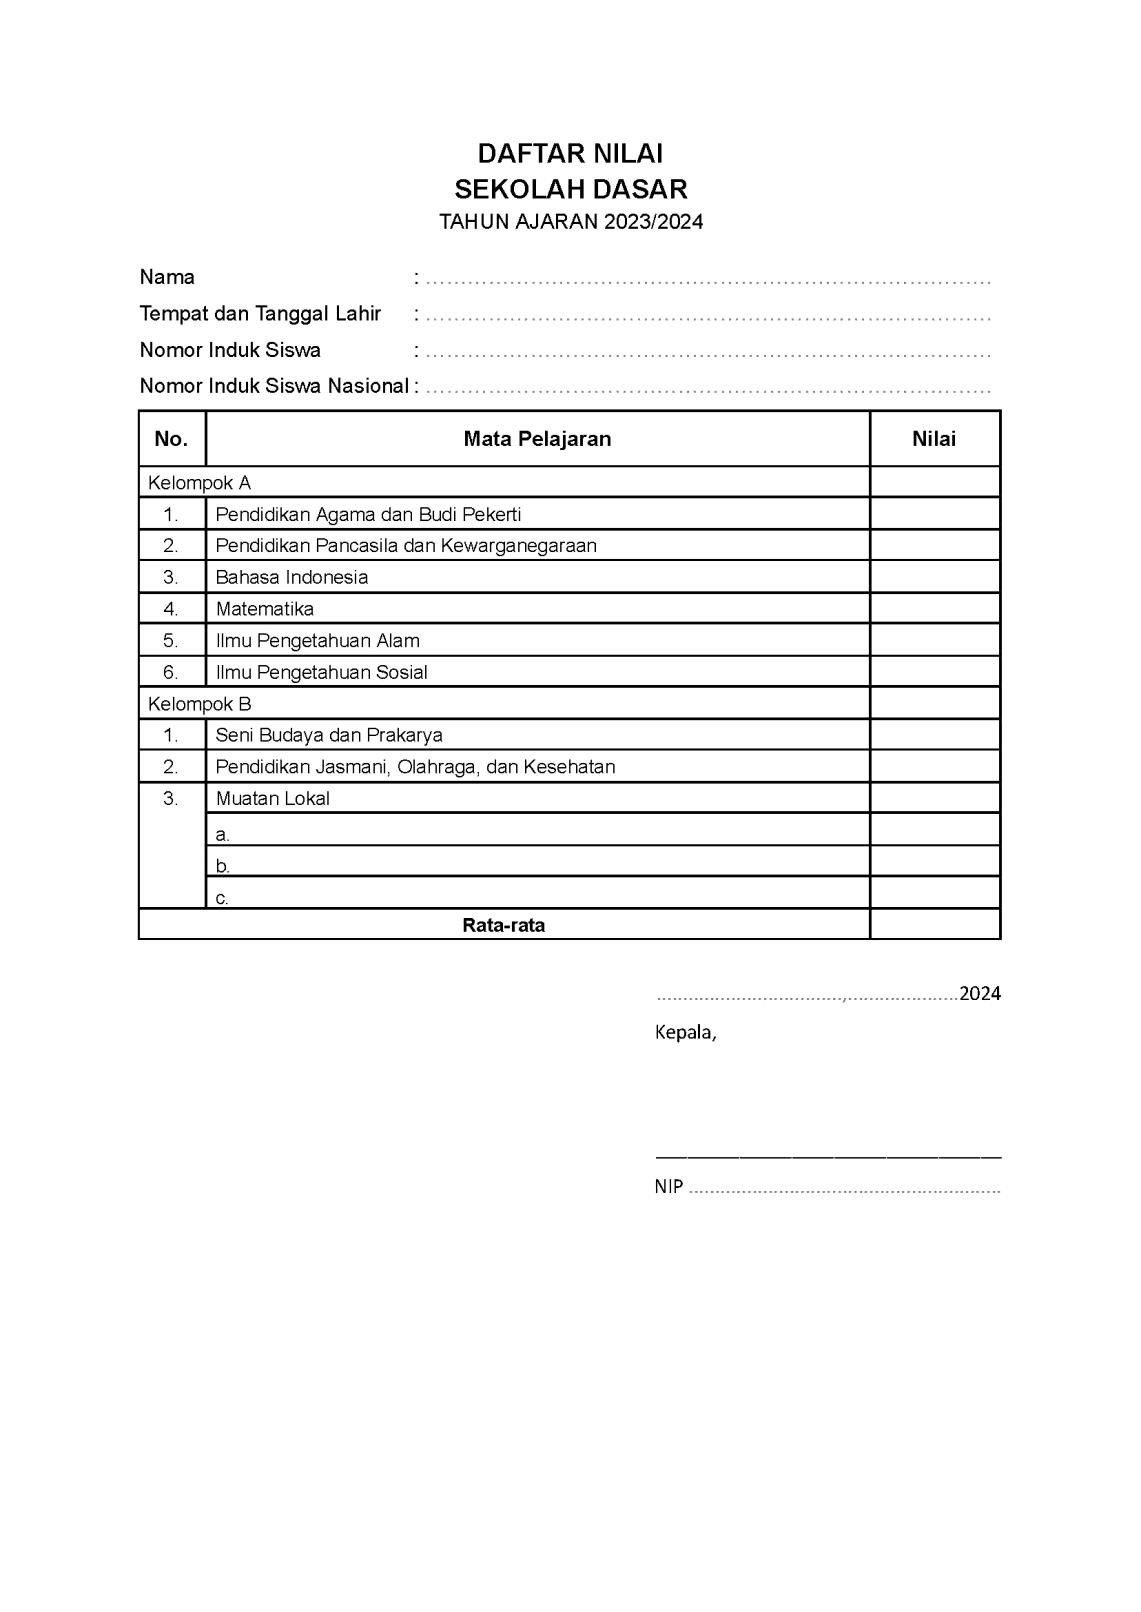 DAFTAR NILAI
SEKOLAH DASAR
TAHUN AJARAN 2023/2024
Nama : ................................................................................
Tempat dan Tanggal Lahir : ................................................................................
Nomor Induk Siswa : ................................................................................
Nomor Induk Siswa Nasional : ................................................................................
No. Mata Pelajaran Nilai
Kelompok A
1. Pendidikan Agama dan Budi Pekerti
2. Pendidikan Pancasila dan Kewarganegaraan
3. Bahasa Indonesia
4. Matematika
5. Ilmu Pengetahuan Alam
6. Ilmu Pengetahuan Sosial
Kelompok B
1. Seni Budaya dan Prakarya
2. Pendidikan Jasmani, Olahraga, dan Kesehatan
3. Muatan Lokal
a.
b.
c.
Rata-rata
...................................,.....................2024
Kepala,
NIP ...........................................................